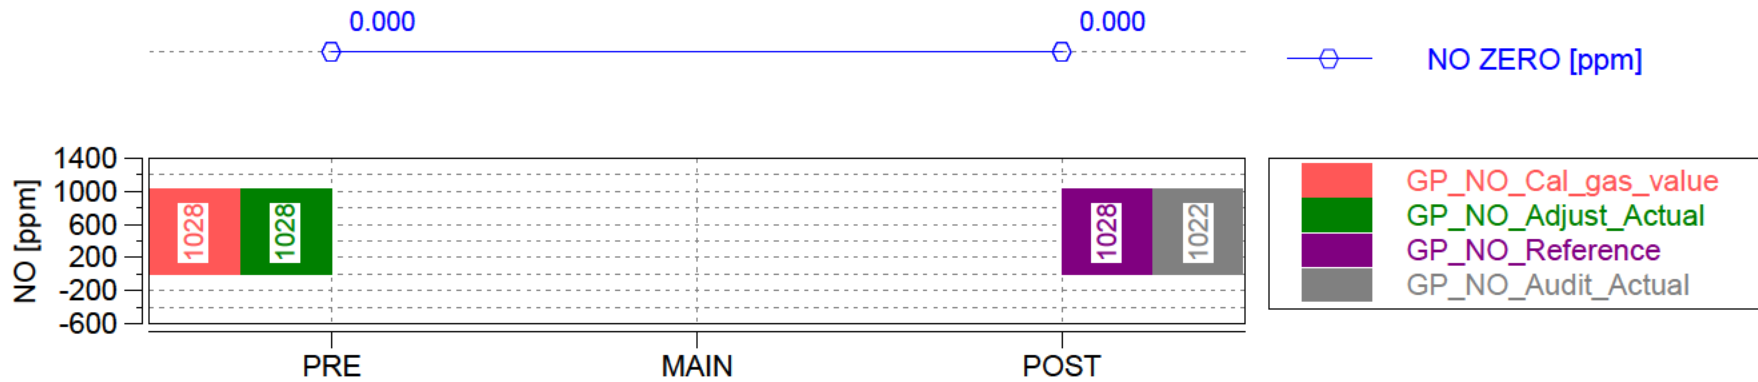 0.000
0.000
NO ZERO [ppm]
NO [ppm]
1400
1000
600
200
-200
-600
1028
1028
1028
1022
PRE
MAIN
POST
GP_NO_Cal_gas_value
GP_NO_Adjust_Actual
GP_NO_Reference
GP_NO_Audit_Actual